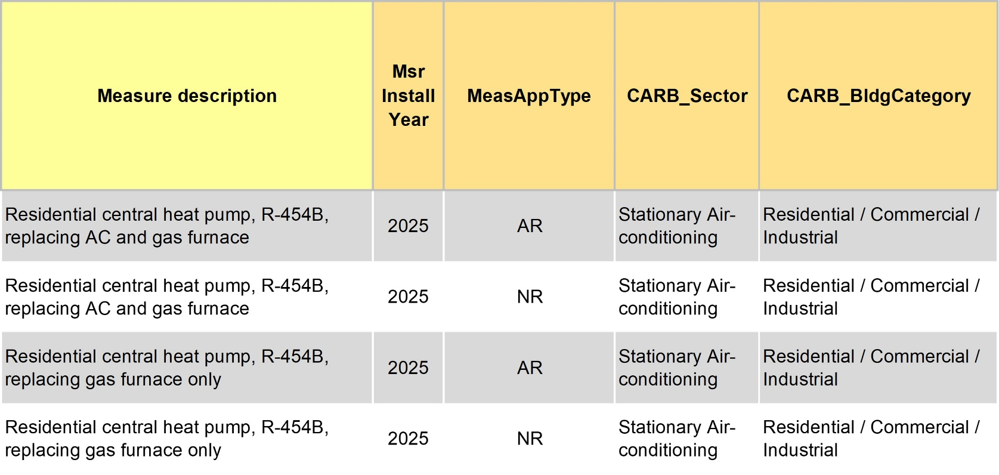 Measure description
Msr
Install
Year
MeasAppType
CARB_Sector
CARB_BldgCategory
Residential central heat pump, R-454B,
replacing AC and gas furnace
2025
AR
Stationary Air-
conditioning
Residential / Commercial /
Industrial
Residential central heat pump, R-454B,
replacing AC and gas furnace
2025
NR
Stationary Air-
conditioning
Residential / Commercial /
Industrial
Residential central heat pump, R-454B,
replacing gas furnace only
2025
AR
Stationary Air-
conditioning
Residential / Commercial /
Industrial
Residential central heat pump, R-454B,
replacing gas furnace only
2025
NR
Stationary Air-
conditioning
Residential / Commercial /
Industrial